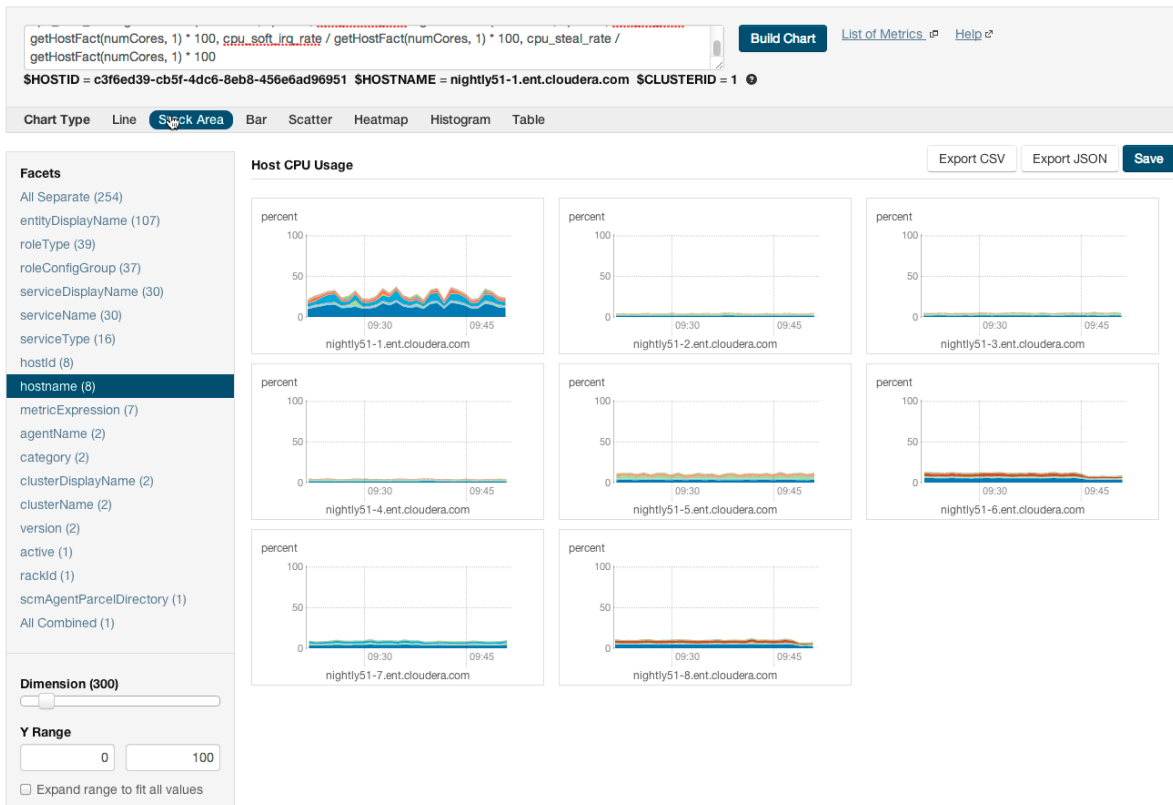 getHostFact(numCores, 1) * 100, cpu_soft_irq_rate / getHostFact(numCores, 1) * 100, cpu_steal_rate /
getHostFact(numCores, 1) * 100
Build Chart
List of Metrics
Help
$HOSTID = c3f6ed39-cb5f-4dc6-8eb8-456e6ad96951 $HOSTNAME = nightly51-1.ent.cloudera.com $CLUSTERID = 1 ?
Chart Type Line Stack Area Bar Scatter Heatmap Histogram Table
Facets
All Separate (254)
entityDisplayName (107)
roleType (39)
roleConfigGroup (37)
serviceDisplayName (30)
serviceName (30)
serviceType (16)
hostId (8)
hostname (8)
metricExpression (7)
agentName (2)
category (2)
clusterDisplayName (2)
clusterName (2)
version (2)
active (1)
rackId (1)
scmAgentParcelDirectory (1)
All Combined (1)
Dimension (300)
Y Range
0 100
Expand range to fit all values
Host CPU Usage
Export CSV Export JSON Save
percent
100
50
0
09:30 09:45
nightly51-1.ent.cloudera.com
percent
100
50
0
09:30 09:45
nightly51-2.ent.cloudera.com
percent
100
50
0
09:30 09:45
nightly51-3.ent.cloudera.com
percent
100
50
0
09:30 09:45
nightly51-4.ent.cloudera.com
percent
100
50
0
09:30 09:45
nightly51-5.ent.cloudera.com
percent
100
50
0
09:30 09:45
nightly51-6.ent.cloudera.com
percent
100
50
0
09:30 09:45
nightly51-7.ent.cloudera.com
percent
100
50
0
09:30 09:45
nightly51-8.ent.cloudera.com